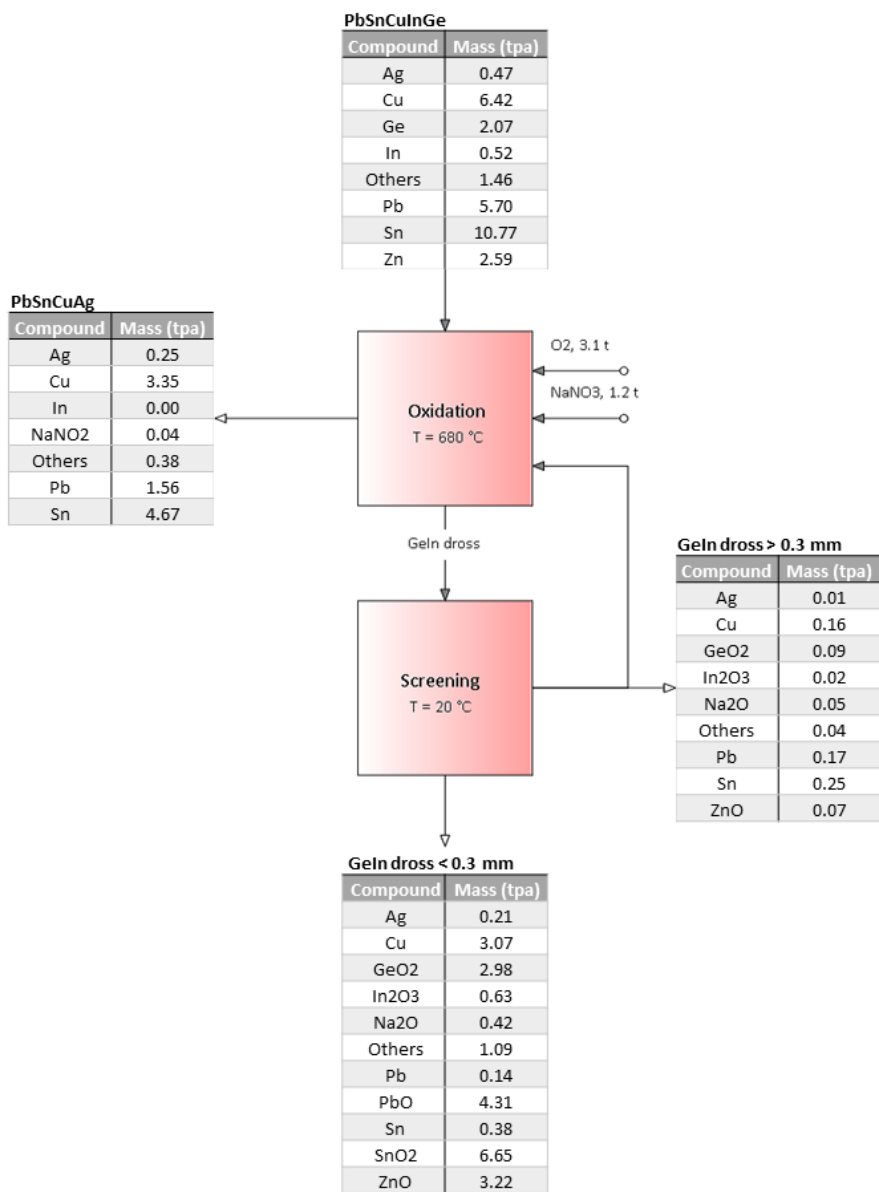 PbSnCuInGe
Compound Mass (tpa)
Ag 0.47
Cu 6.42
Ge 2.07
In 0.52
Others 1.46
Pb 5.70
Sn 10.77
Zn 2.59
PbSnCuAg
Compound Mass (tpa)
Ag 0.25
Cu 3.35
In 0.00
NaNO2 0.04
Others 0.38
Pb 1.56
Sn 4.67
O2, 3.1 t
NaNO3, 1.2 t
Oxidation
T = 680 °C
GeIn dross
Screening
T = 20 °C
GeIn dross > 0.3 mm
Compound Mass (tpa)
Ag 0.01
Cu 0.16
GeO2 0.09
In2O3 0.02
Na2O 0.05
Others 0.04
Pb 0.17
Sn 0.25
ZnO 0.07
GeIn dross < 0.3 mm
Compound Mass (tpa)
Ag 0.21
Cu 3.07
GeO2 2.98
In2O3 0.63
Na2O 0.42
Others 1.09
Pb 0.14
PbO 4.31
Sn 0.38
SnO2 6.65
ZnO 3.22